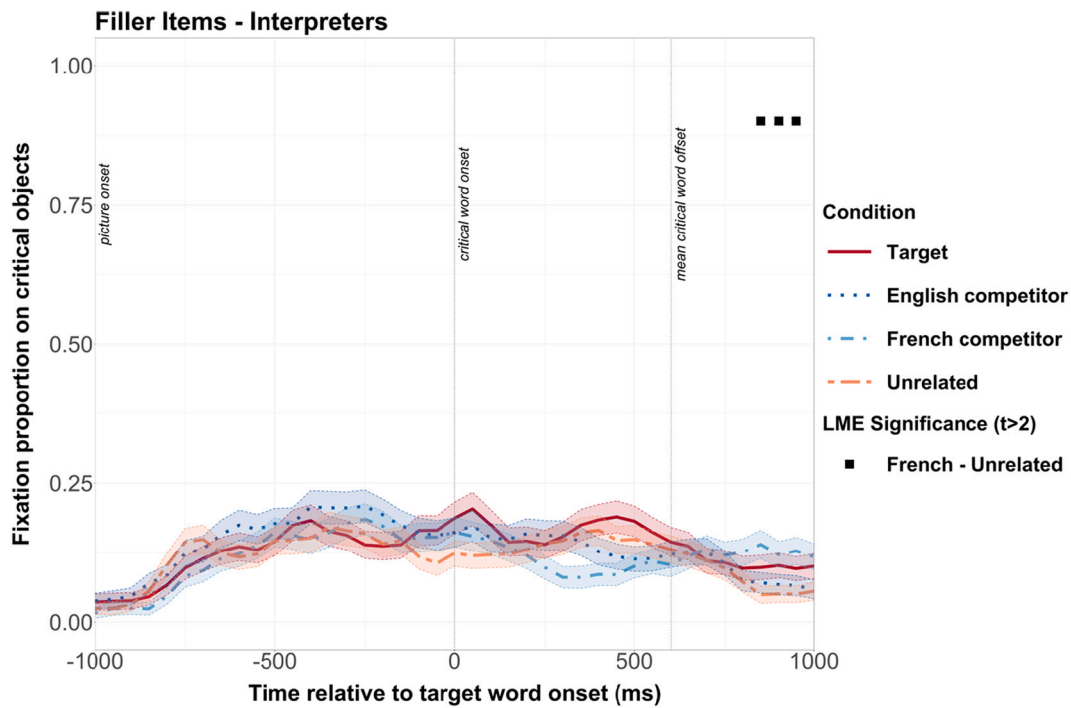 Filler Items - Interpreters
Fixation proportion on critical objects
1.00
0.75
0.50
0.25
0.00
picture onset
critical word onset
mean critical word offset
-1000
-500
0
500
1000
Time relative to target word onset (ms)
Condition
Target
English competitor
French competitor
Unrelated
LME Significance (t>2)
French - Unrelated